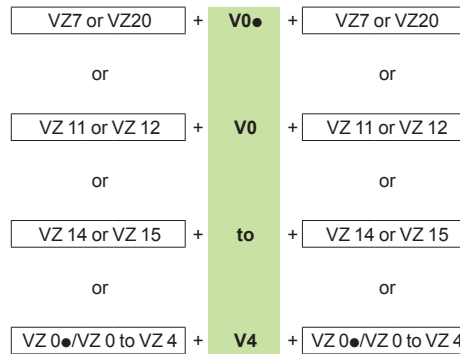 VZ7 or VZ20 + V0● + VZ7 or VZ20
or or
VZ 11 or VZ 12 + V0 + VZ 11 or VZ 12
or or
VZ 14 or VZ 15 + to + VZ 14 or VZ 15
or or
VZ 0●/VZ 0 to VZ 4 + V4 + VZ 0●/VZ 0 to VZ 4